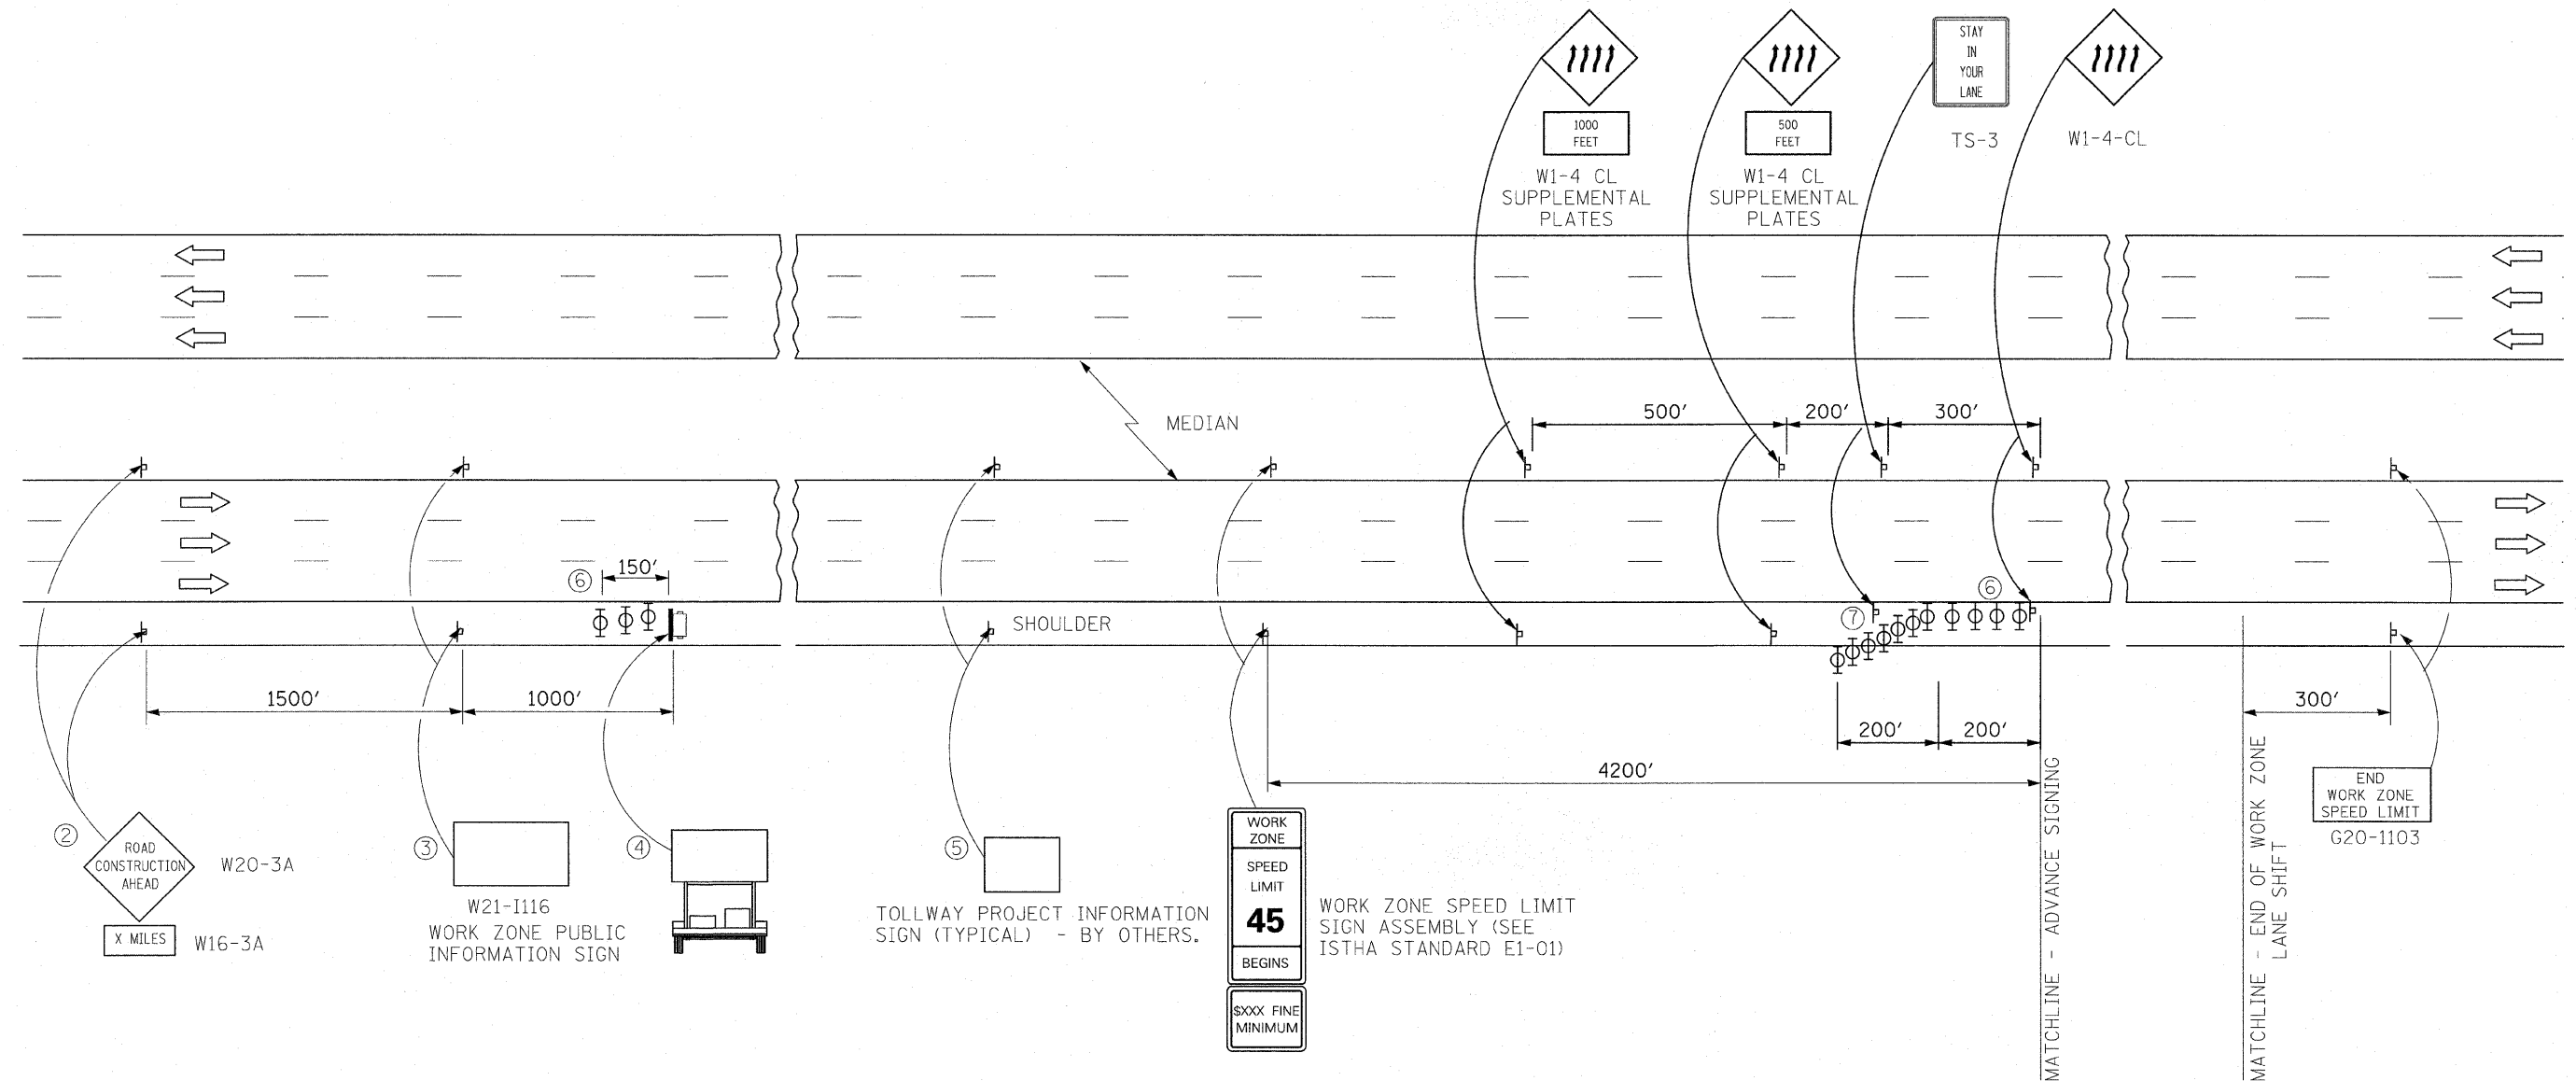 STAY
IN
YOUR
LANE
1000
FEET
500
FEET
TS-3
W1-4-CL
W1-4 CL
SUPPLEMENTAL
PLATES
W1-4 CL
SUPPLEMENTAL
PLATES
500'
200'
300'
MEDIAN
6
150'
6
7
SHOULDER
1500'
1000'
300'
200'
200'
4200'
2
ROAD
CONSTRUCTION
AHEAD
W20-3A
X MILES
W16-3A
3
W21-I116
WORK ZONE PUBLIC
INFORMATION SIGN
4
5
TOLLWAY PROJECT INFORMATION
SIGN (TYPICAL) - BY OTHERS.
WORK
ZONE
SPEED
LIMIT
45
BEGINS
$XXX FINE
MINIMUM
WORK ZONE SPEED LIMIT
SIGN ASSEMBLY (SEE
ISTHA STANDARD E1-01)
MATCHLINE - ADVANCE SIGNING
MATCHLINE - END OF WORK ZONE
LANE SHIFT
END
WORK ZONE
SPEED LIMIT
G20-1103